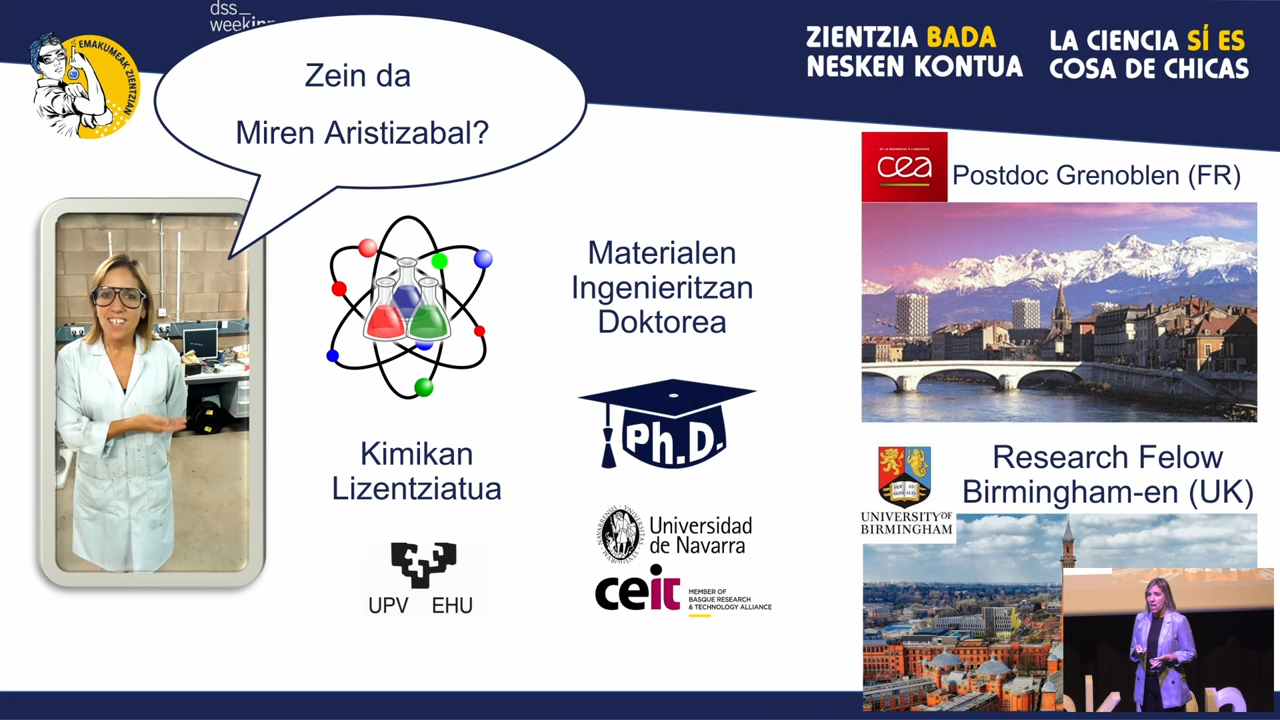 dss_
weekinn
EMAKUMEAK ZIENTZIAN
ZIENTZIA BADA
NESKEN KONTUA
LA CIENCIA SÍ ES
COSA DE CHICAS
Zein da
Miren Aristizabal?
cea
Postdoc Grenoblen (FR)
Materialen
Ingenieritzan
Doktorea
Ph.D.
Kimikan
Lizentziatua
UPV EHU
Universidad
de Navarra
ceit
MEMBER OF
BASQUE RESEARCH
& TECHNOLOGY ALLIANCE
Research Felow
Birmingham-en (UK)
UNIVERSITY OF
BIRMINGHAM